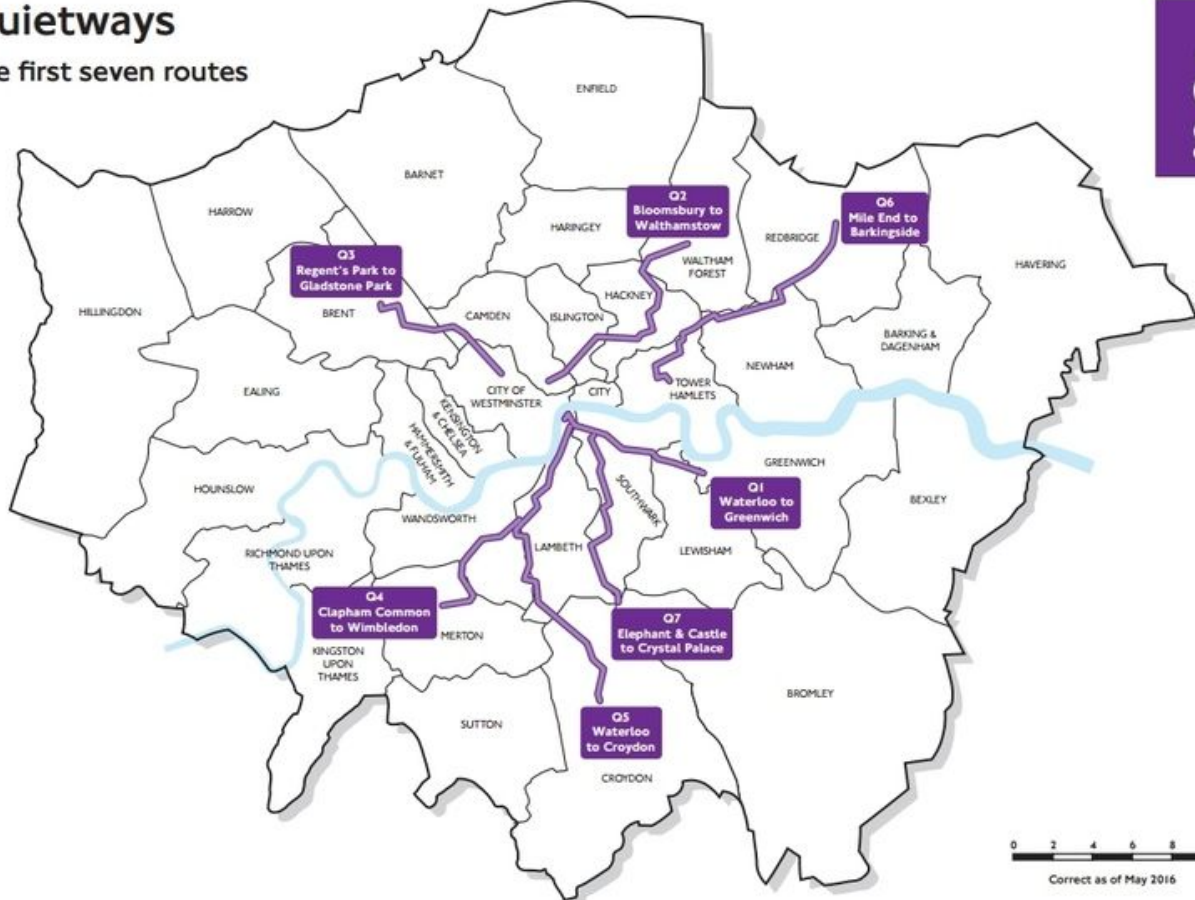 uietways
e first seven routes
ENFIELD
BARNET
HARROW
HARINGEY
Q2
Bloomsbury to
Walthamstow
Q6
Mile End to
Barkingside
REDBRIDGE
WALTHAM
FOREST
HAVERING
Q3
Regent's Park to
Gladstone Park
HILLINGDON
BRENT
CAMDEN
ISLINGTON
HACKNEY
BARKING &
DAGENHAM
EALING
CITY OF
WESTMINSTER
CITY
TOWER
HAMLETS
NEWHAM
KENSINGTON
& CHELSEA
HAMMERSMITH
& FULHAM
HOUNSLOW
WANDSWORTH
SOUTHWARK
GREENWICH
Q1
Waterloo to
Greenwich
BEXLEY
RICHMOND UPON
THAMES
LAMBETH
LEWISHAM
Q4
Clapham Common
to Wimbledon
MERTON
Q7
Elephant & Castle
to Crystal Palace
KINGSTON
UPON
THAMES
SUTTON
BROMLEY
Q5
Waterloo
to Croydon
CROYDON
0 2 4 6 8
Correct as of May 2016